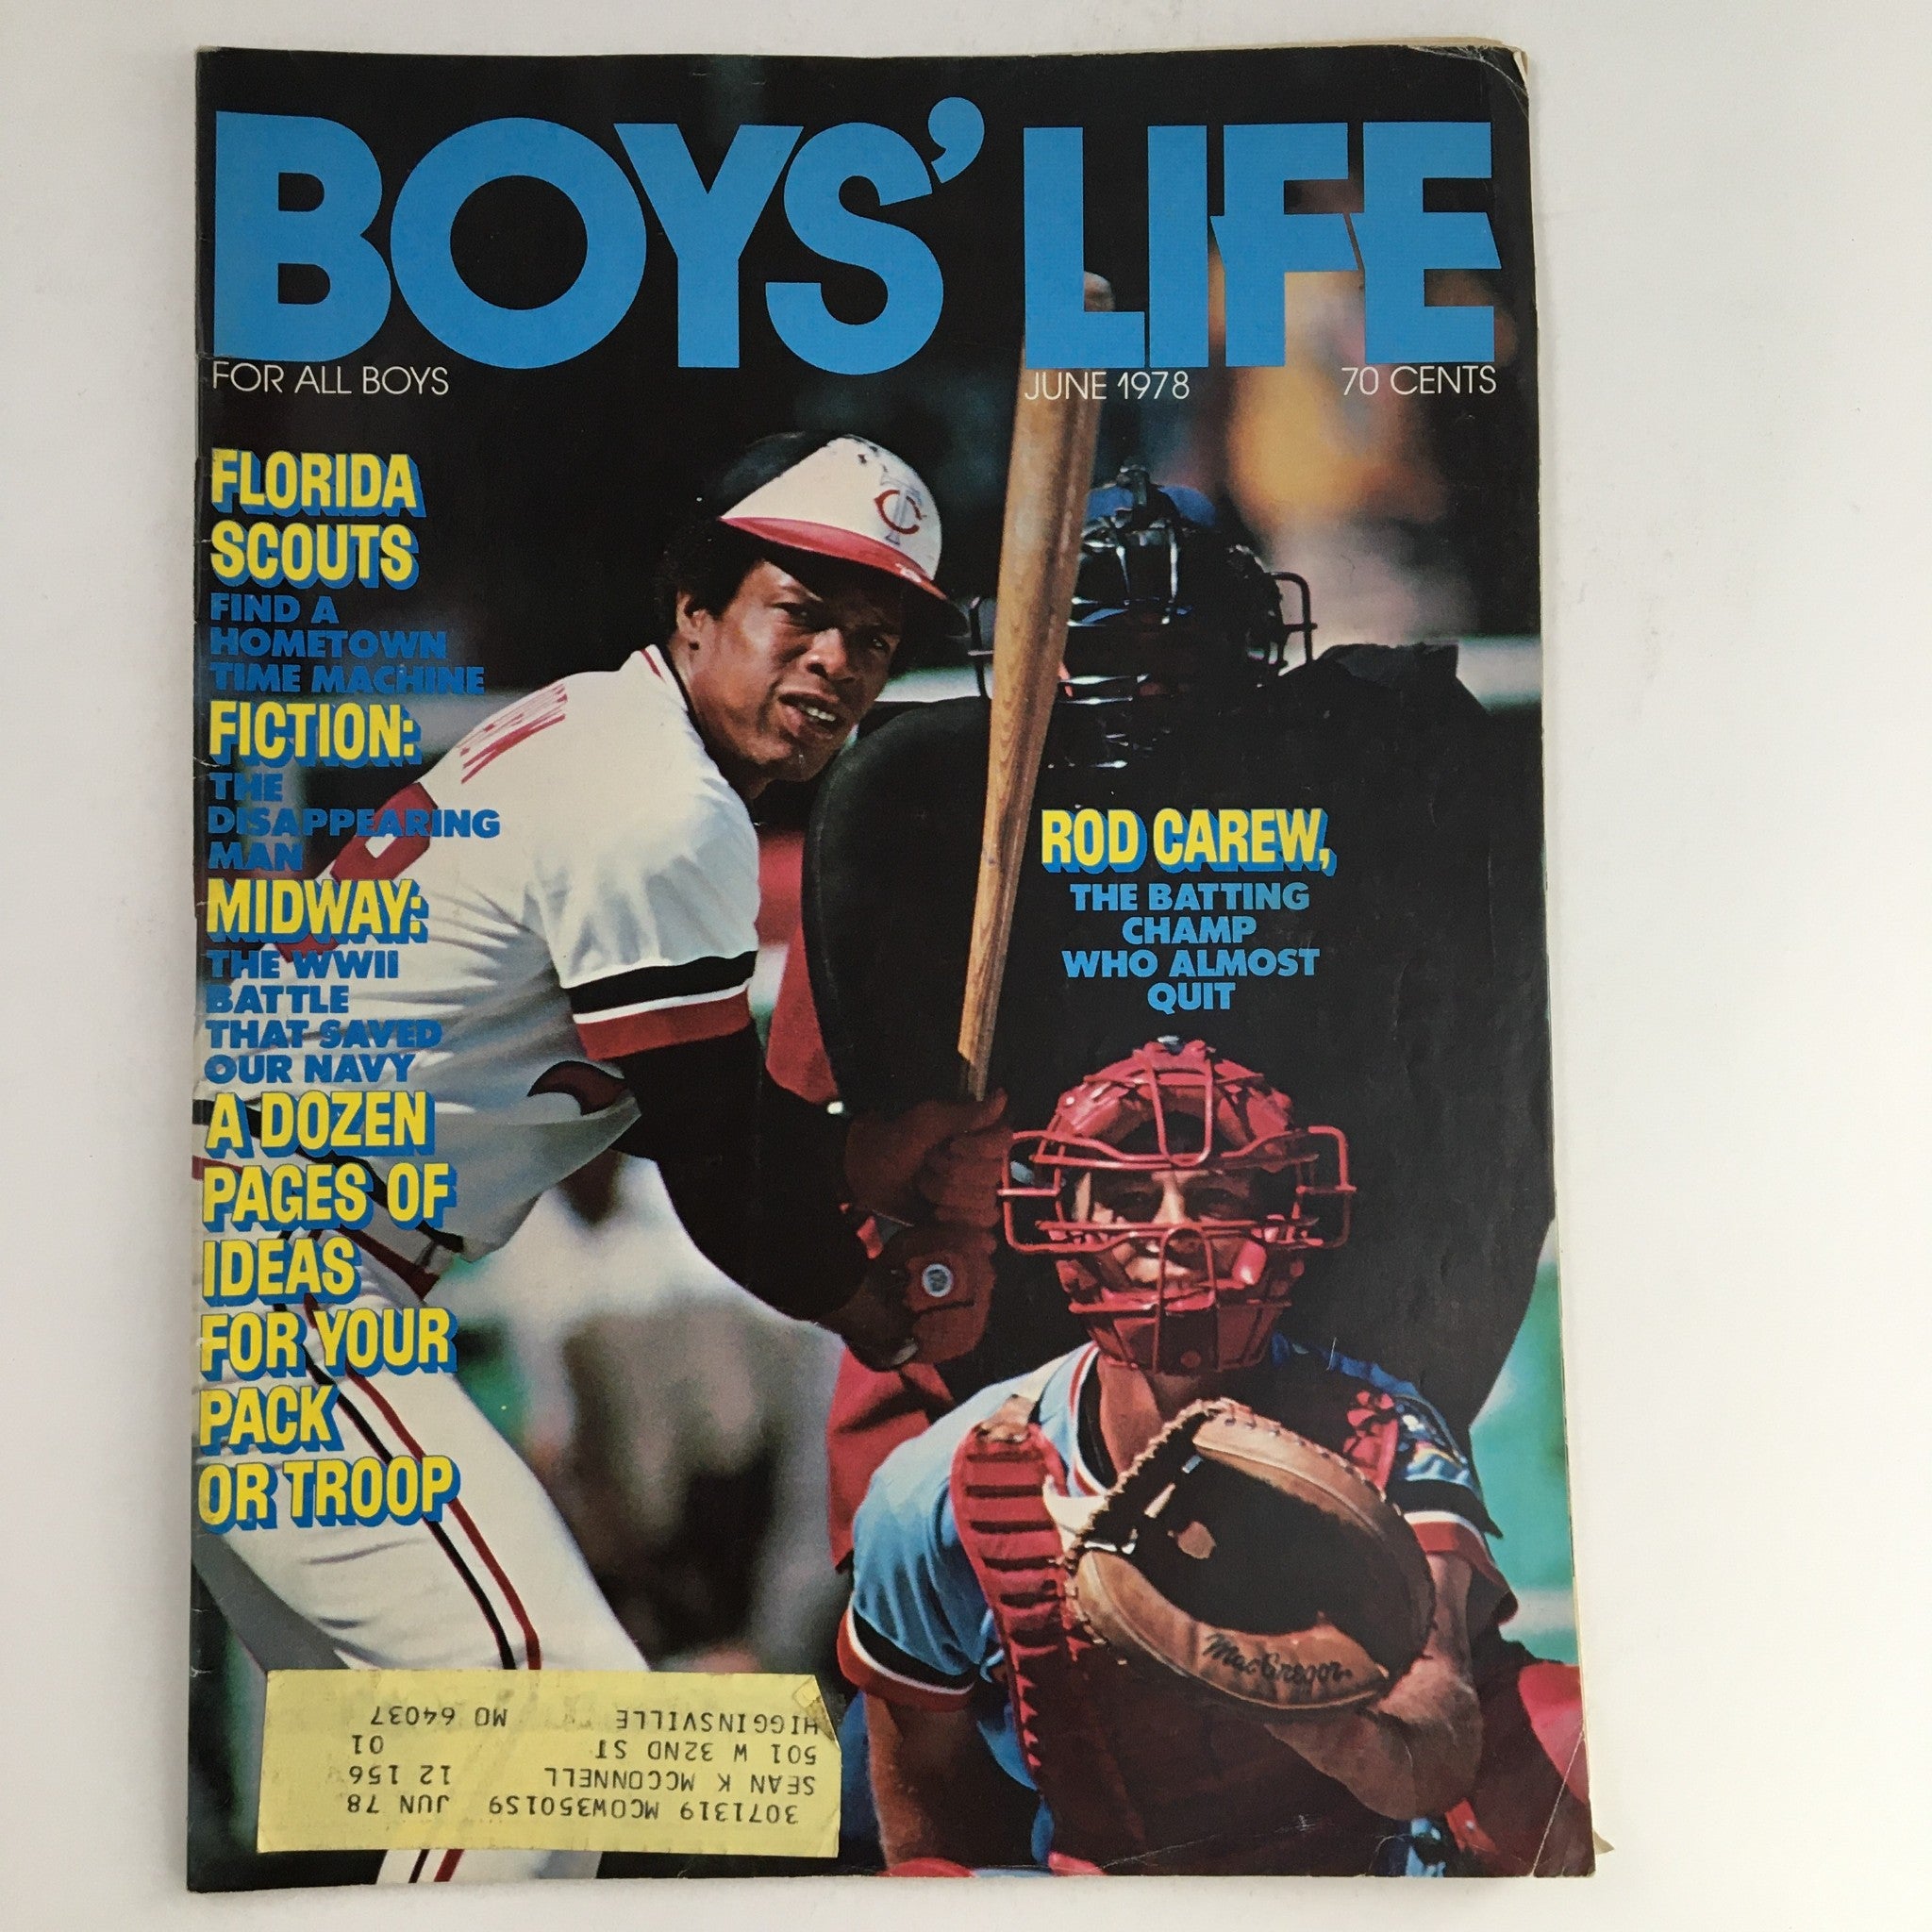 BOYS' LIFE
FOR ALL BOYS
JUNE 1978
70 CENTS
FLORIDA
SCOUTS
FIND A
HOMETOWN
TIME MACHINE
FICTION:
THE
DISAPPEARING
MAN
MIDWAY:
THE WWII
BATTLE
THAT SAVED
OUR NAVY
A DOZEN
PAGES OF
IDEAS
FOR YOUR
PACK
OR TROOP
TC
ROD CAREW,
THE BATTING
CHAMP
WHO ALMOST
QUIT
MacGregor
3071319 MCOW3501S9 JUN 78
SEAN K MCCONNELL 12 156
501 W 32ND ST 01
HIGGINSVILLE MO 64037